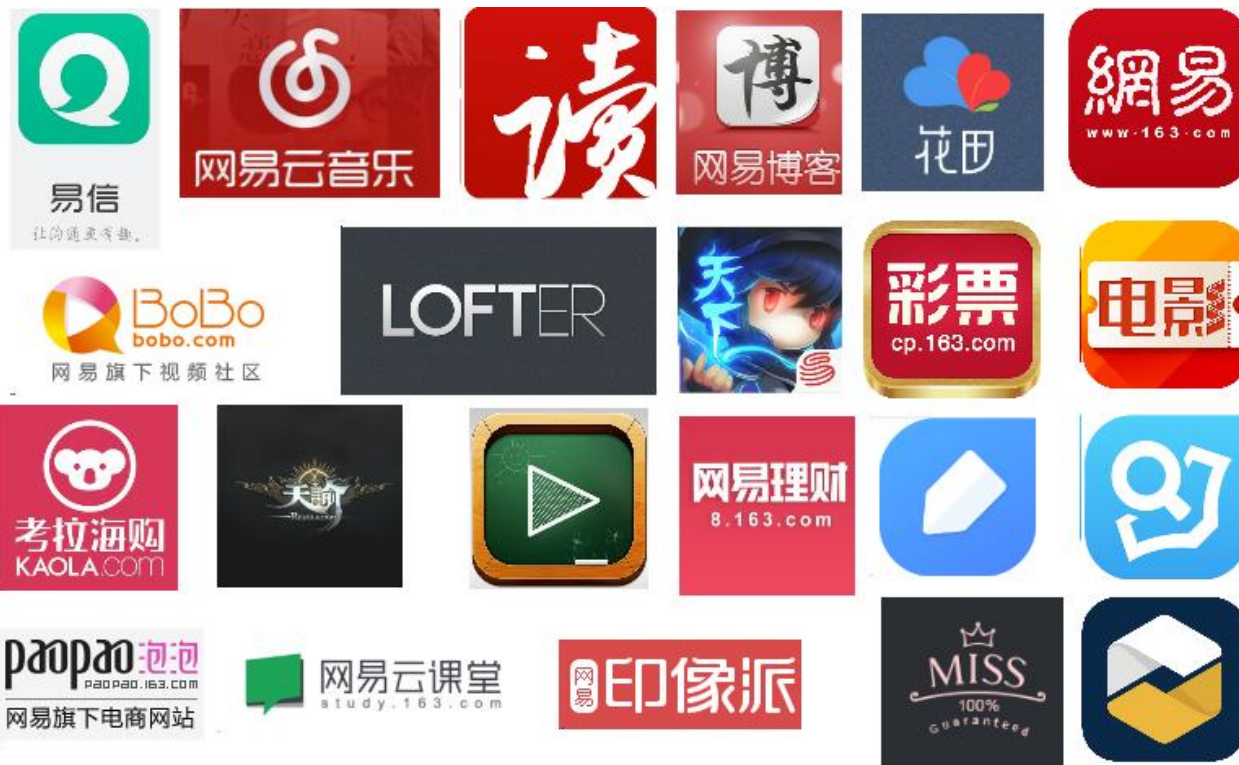 易信
让沟通更有趣。
网易云音乐
读
博
网易博客
花田
網易
www·163·com
BoBo
bobo.com
网易旗下视频社区
LOFTER
天下
彩票
cp.163.com
电影
考拉海购
KAOLA.COM
天諭
REVELATION
网易理财
8.163.com
paopao泡泡
PAOPAO.163.COM
网易旗下电商网站
网易云课堂
study.163.com
网易 印像派
MISS
100%
Guaranteed